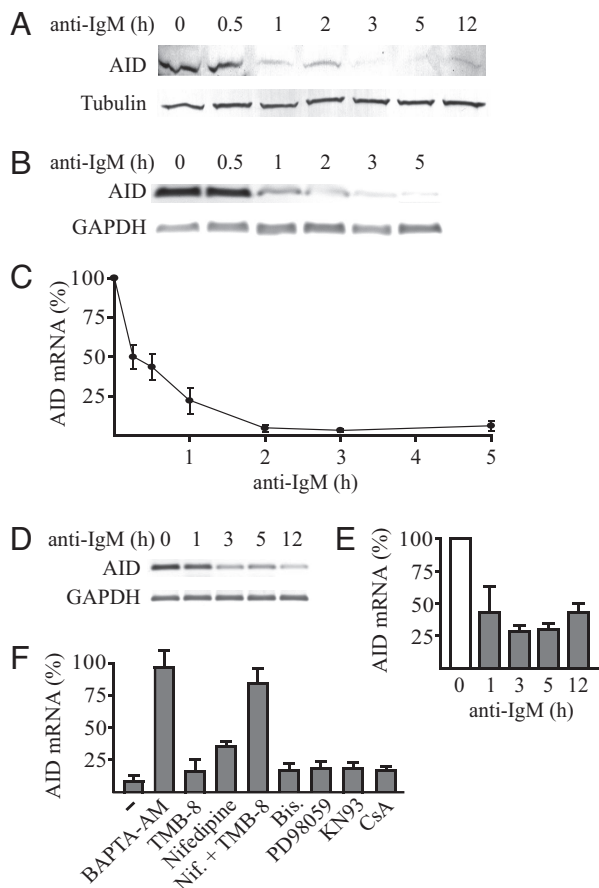 A anti-IgM (h) 0 0.5 1 2 3 5 12
AID
Tubulin
B anti-IgM (h) 0 0.5 1 2 3 5
AID
GAPDH
C
AID mRNA (%)
100
75
50
25
1 2 3 4 5
anti-IgM (h)
D anti-IgM (h) 0 1 3 5 12
AID
GAPDH
E
AID mRNA (%)
100
75
50
25
0 1 3 5 12
anti-IgM (h)
F
AID mRNA (%)
100
75
50
25
-
BAPTA-AM
TMB-8
Nifedipine
Nif. + TMB-8
Bis.
PD98059
KN93
CsA